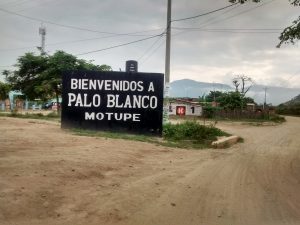 BIENVENIDOS A
PALO BLANCO
MOTUPE